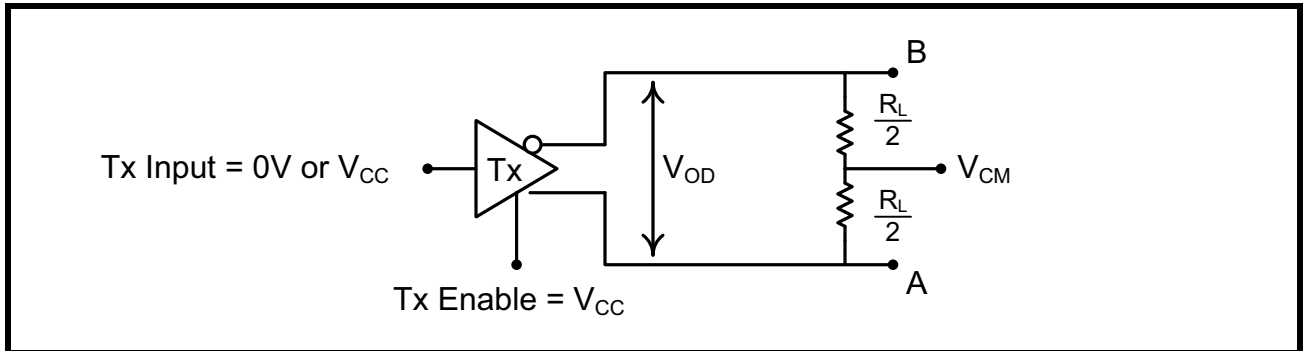 B
R_L
2
Tx Input = 0V or V_CC
Tx
V_OD
V_CM
R_L
2
A
Tx Enable = V_CC